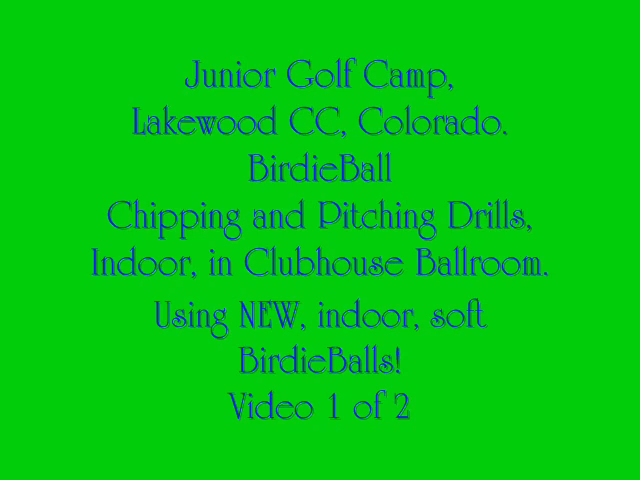 Junior Golf Camp,
Lakewood CC, Colorado.
BirdieBall
Chipping and Pitching Drills,
Indoor, in Clubhouse Ballroom.
Using NEW, indoor, soft
BirdieBalls!
Video 1 of 2